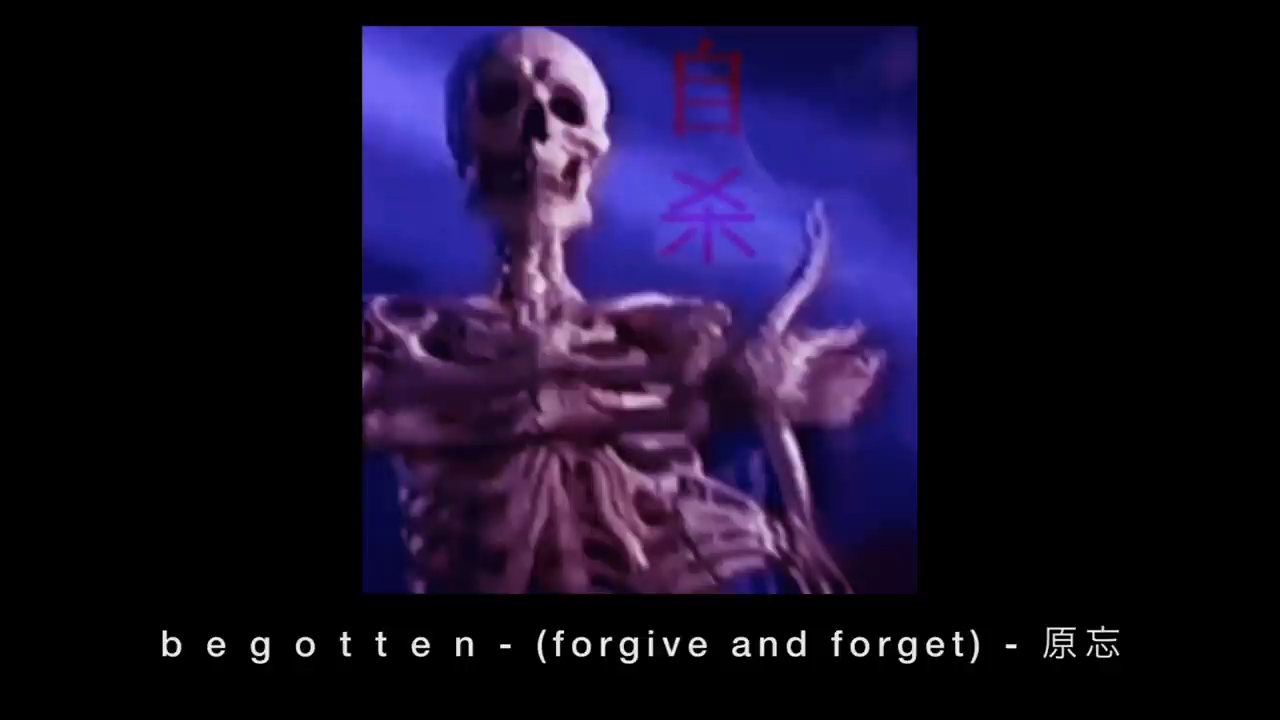 自
杀
b e g o t t e n - (forgive and forget) - 原忘